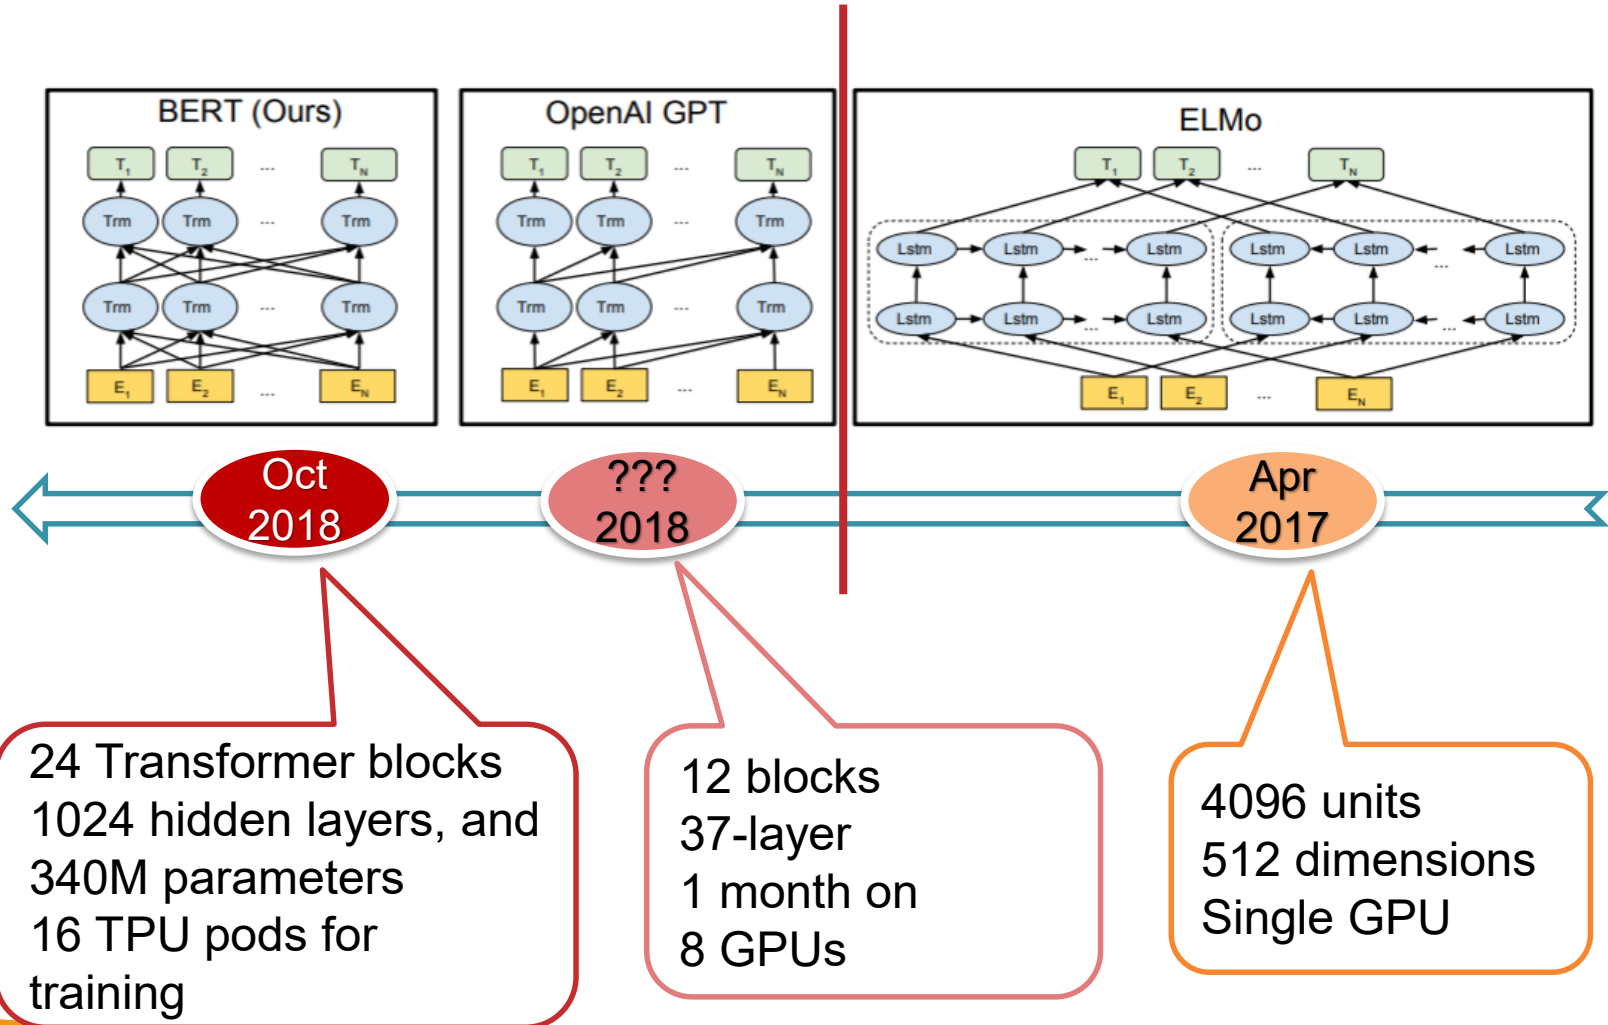 BERT (Ours)
T1 T2 ... TN
Trm Trm ... Trm
Trm Trm ... Trm
E1 E2 ... EN
OpenAI GPT
T1 T2 ... TN
Trm Trm ... Trm
Trm Trm ... Trm
E1 E2 ... EN
ELMo
T1 T2 ... TN
Lstm Lstm ... Lstm Lstm Lstm ... Lstm
Lstm Lstm ... Lstm Lstm Lstm ... Lstm
E1 E2 ... EN
Oct
2018
???
2018
Apr
2017
24 Transformer blocks
1024 hidden layers, and
340M parameters
16 TPU pods for
training
12 blocks
37-layer
1 month on
8 GPUs
4096 units
512 dimensions
Single GPU